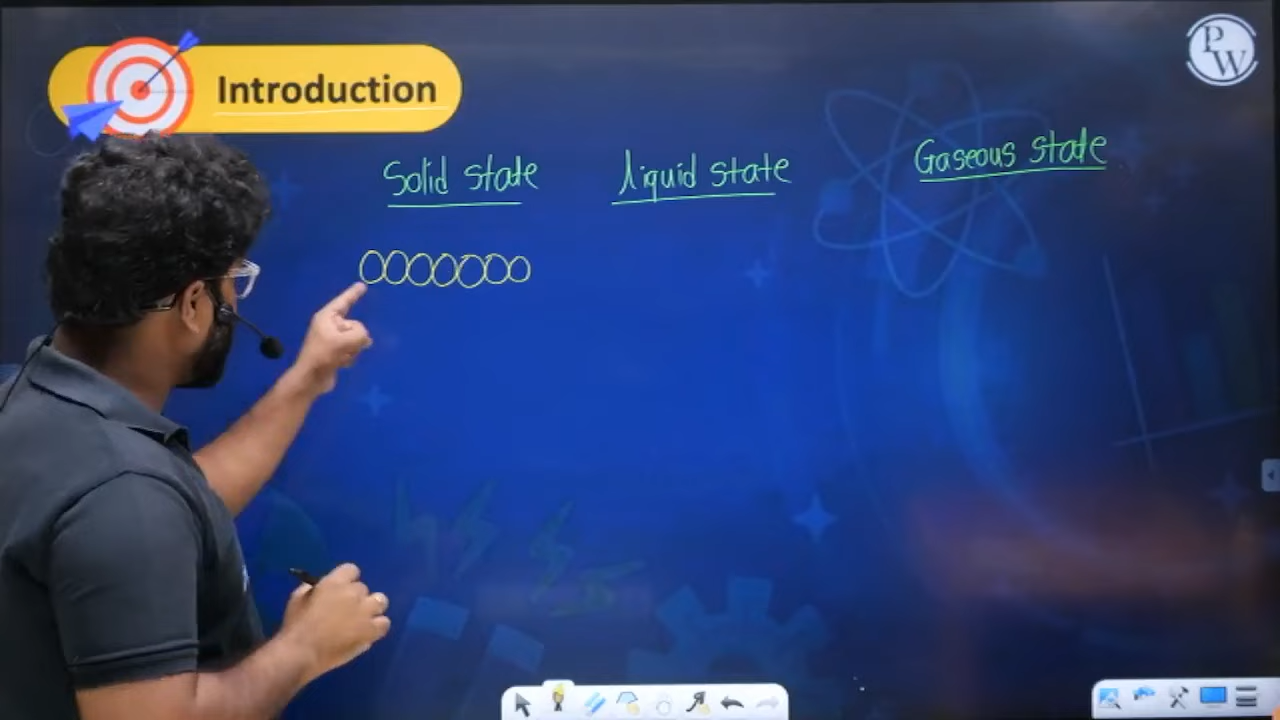 PW
Introduction
Solid state
Liquid state
Gaseous state